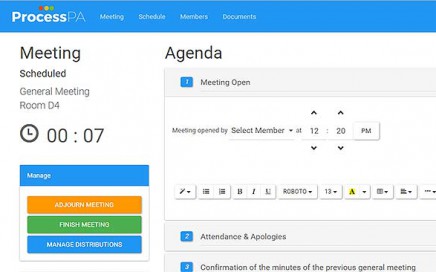 ProcessPA Meeting Schedule Members Documents
Meeting
Scheduled
General Meeting
Room D4
00 : 07
Manage
ADJOURN MEETING
FINISH MEETING
MANAGE DISTRIBUTIONS
Agenda
1 Meeting Open
Meeting opened by Select Member at 12 : 20 PM
B I U ROBOTO 13 A
2 Attendance & Apologies
3 Confirmation of the minutes of the previous general meeting